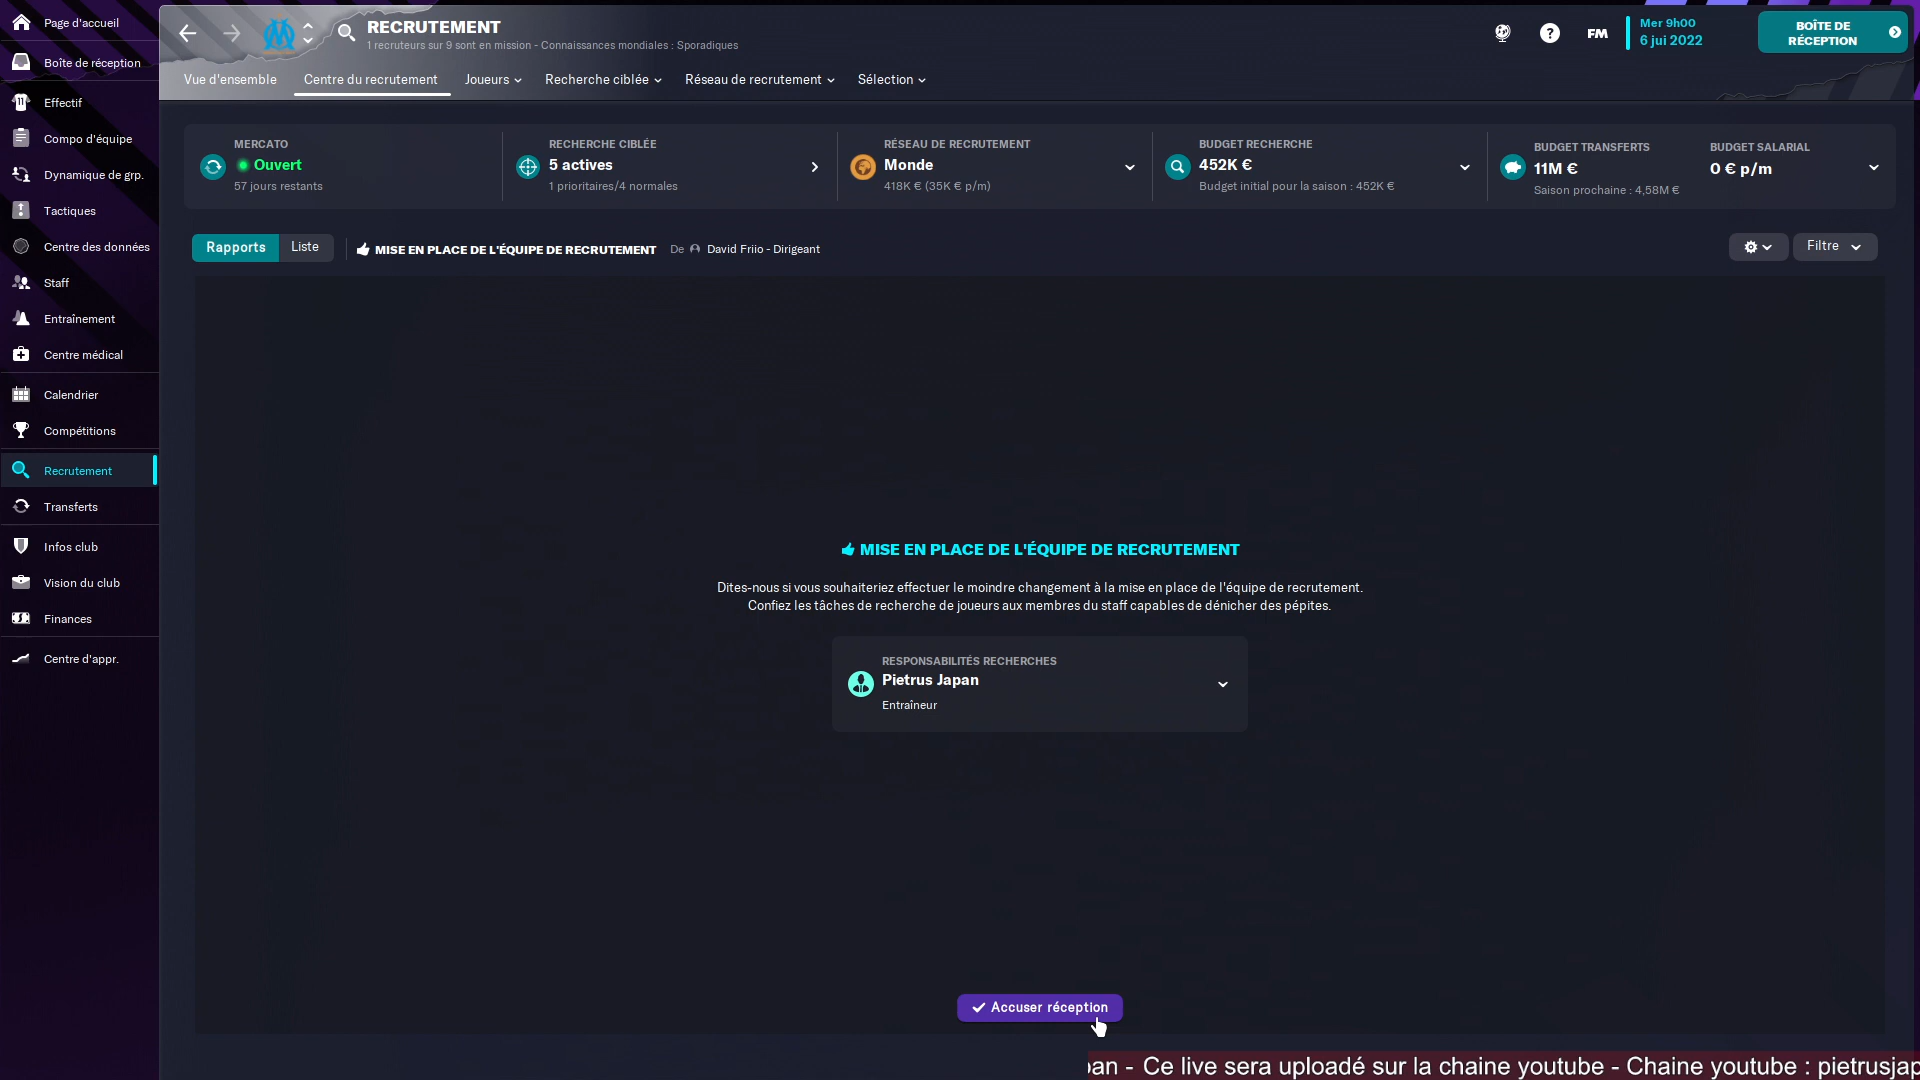 Page d'accueil
Boîte de réception
Effectif
Compo d'équipe
Dynamique de grp.
Tactiques
Centre des données
Staff
Entraînement
Centre médical
Calendrier
Compétitions
Recrutement
Transferts
Infos club
Vision du club
Finances
Centre d'appr.
RECRUTEMENT
1 recruteurs sur 9 sont en mission - Connaissances mondiales : Sporadiques
FM
Mer 9h00
6 jui 2022
BOÎTE DE
RÉCEPTION
Vue d'ensemble
Centre du recrutement
Joueurs
Recherche ciblée
Réseau de recrutement
Sélection
MERCATO
Ouvert
57 jours restants
RECHERCHE CIBLÉE
5 actives
1 prioritaires/4 normales
RÉSEAU DE RECRUTEMENT
Monde
418K € (35K € p/m)
BUDGET RECHERCHE
452K €
Budget initial pour la saison : 452K €
BUDGET TRANSFERTS
11M €
Saison prochaine : 4,58M €
BUDGET SALARIAL
0 € p/m
Rapports
Liste
MISE EN PLACE DE L'ÉQUIPE DE RECRUTEMENT
De David Friio - Dirigeant
Filtre
MISE EN PLACE DE L'ÉQUIPE DE RECRUTEMENT
Dites-nous si vous souhaiteriez effectuer le moindre changement à la mise en place de l'équipe de recrutement.
Confiez les tâches de recherche de joueurs aux membres du staff capables de dénicher des pépites.
RESPONSABILITÉS RECHERCHES
Pietrus Japan
Entraîneur
Accuser réception
pan - Ce live sera uploadé sur la chaine youtube - Chaine youtube : pietrusjap